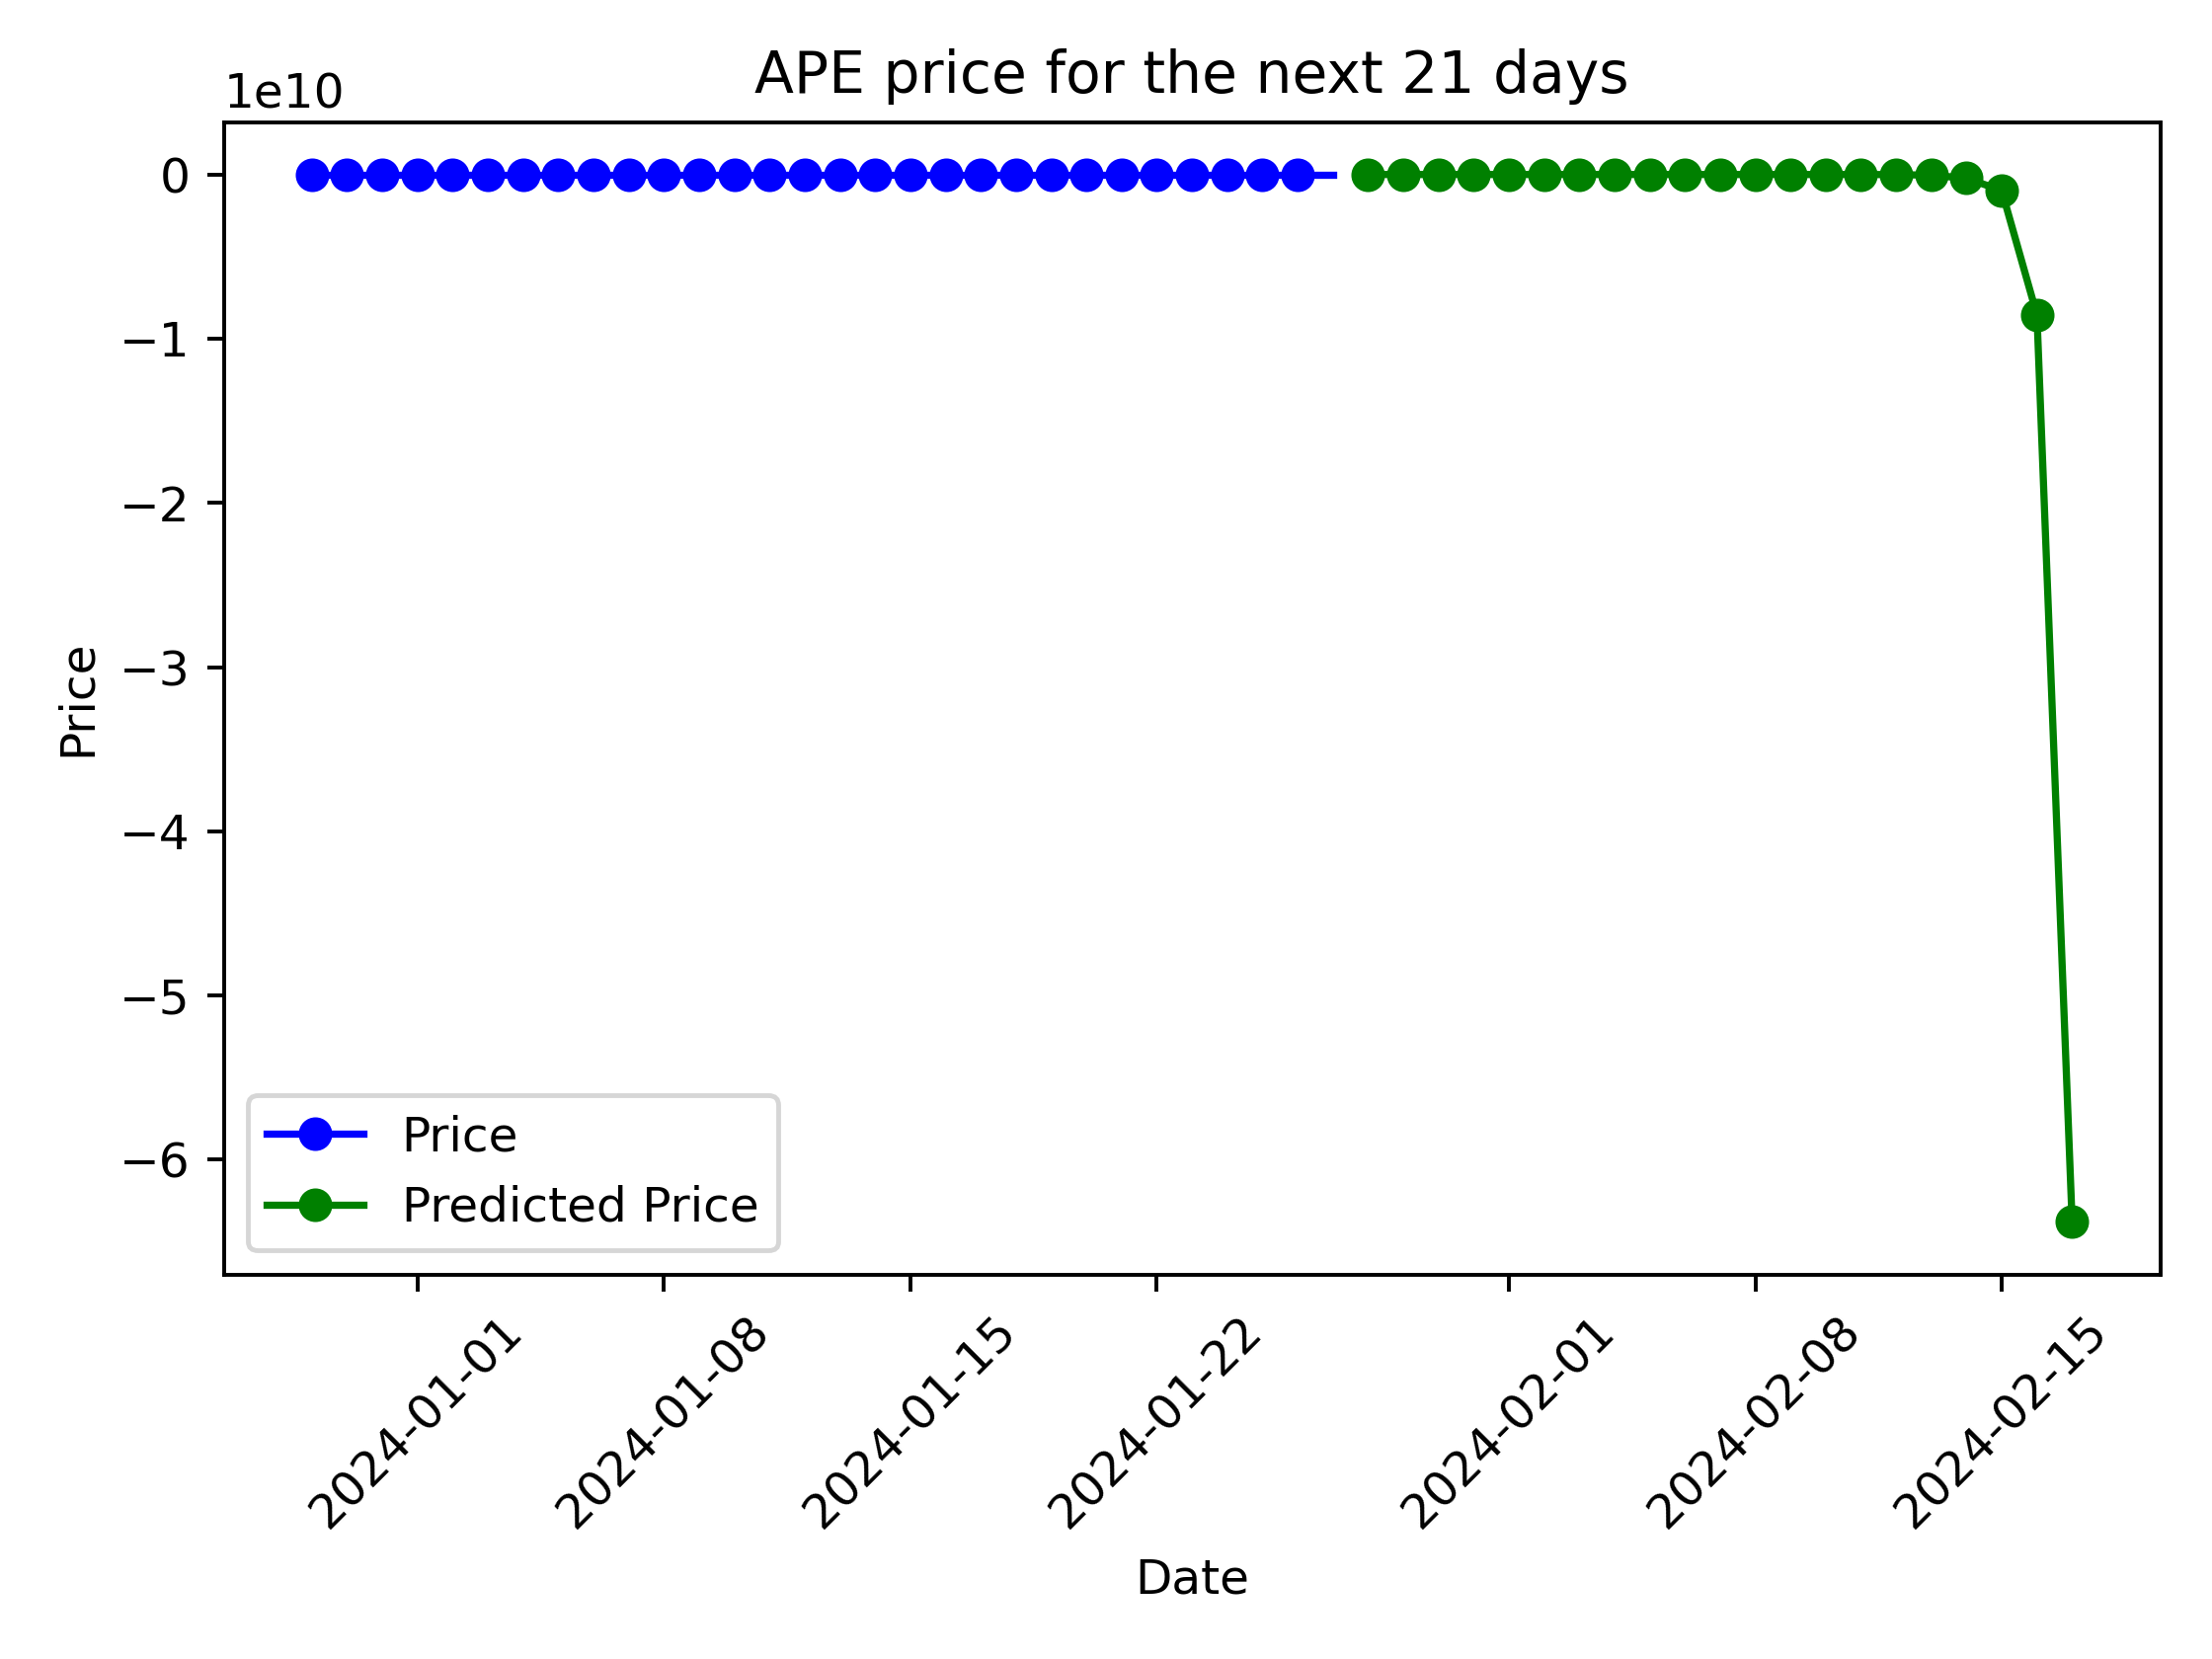 APE price for the next 21 days
1e10
0
−1
−2
−3
−4
−5
−6
Price
Price
Predicted Price
2024-01-01
2024-01-08
2024-01-15
2024-01-22
2024-02-01
2024-02-08
2024-02-15
Date